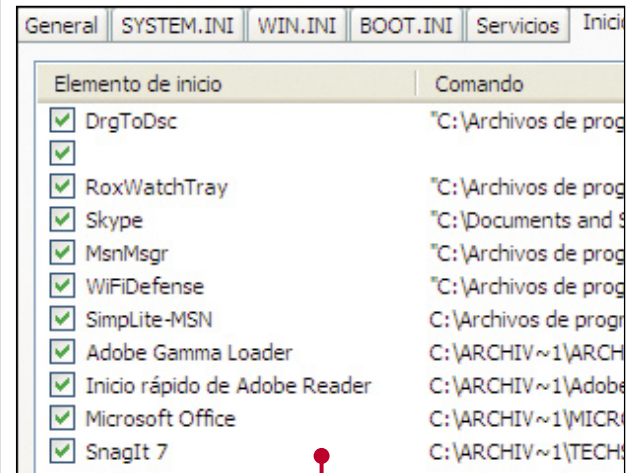 General SYSTEM.INI WIN.INI BOOT.INI Servicios Inicio
Elemento de inicio Comando
DrgToDsc "C:\Archivos de prog
RoxWatchTray "C:\Archivos de prog
Skype "C:\Documents and S
MsnMsgr "C:\Archivos de prog
WiFiDefense "C:\Archivos de prog
SimpLite-MSN C:\Archivos de progr
Adobe Gamma Loader C:\ARCHIV~1\ARCH
Inicio rápido de Adobe Reader C:\ARCHIV~1\Adobe
Microsoft Office C:\ARCHIV~1\MICRO
SnagIt 7 C:\ARCHIV~1\TECHS